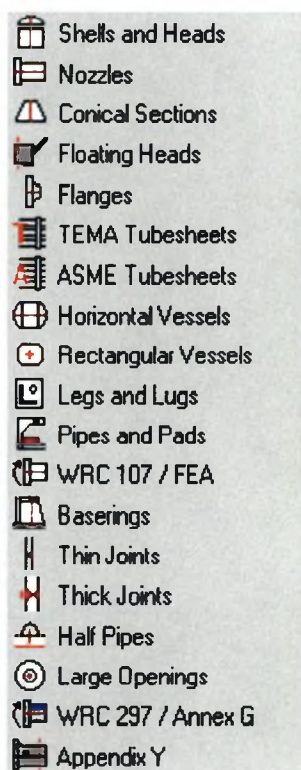 Shells and Heads
Nozzles
Conical Sections
Floating Heads
Flanges
TEMA Tubesheets
ASME Tubesheets
Horizontal Vessels
Rectangular Vessels
Legs and Lugs
Pipes and Pads
WRC 107 / FEA
Baserings
Thin Joints
Thick Joints
Half Pipes
Large Openings
WRC 297 / Annex G
Appendix Y